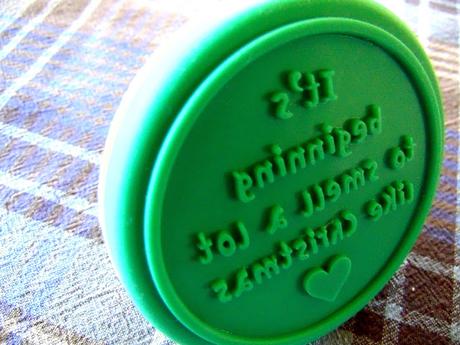 It's
beginning
to smell a lot
like Christmas